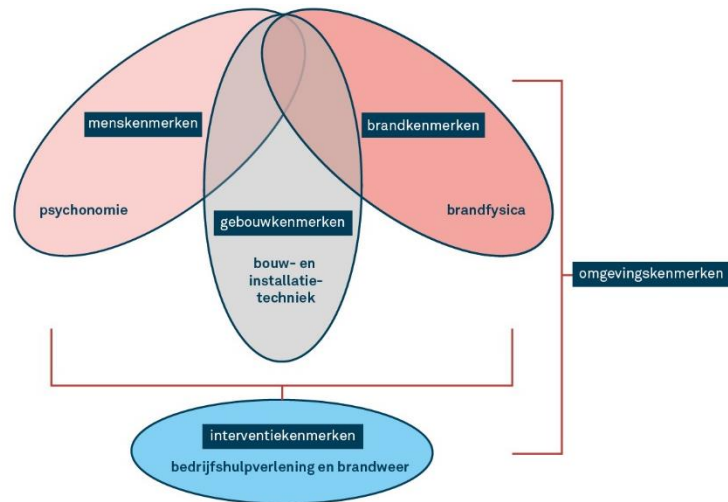 menskenmerken
brandkenmerken
psychonomie
brandfysica
gebouwkenmerken
bouw- en
installatie-
techniek
omgevingskenmerken
interventiekenmerken
bedrijfshulpverlening en brandweer